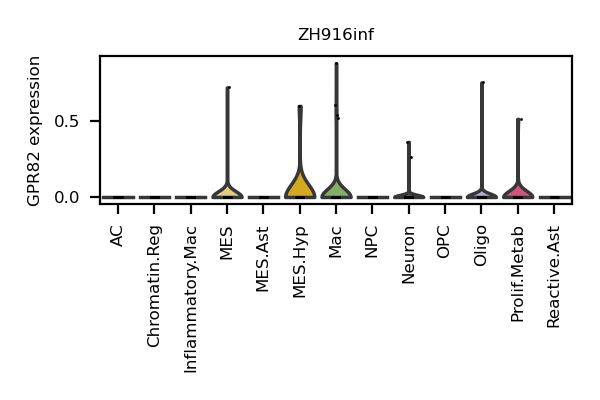 ZH916inf
GPR82 expression
0.5
0.0
AC
Chromatin.Reg
Inflammatory.Mac
MES
MES.Ast
MES.Hyp
Mac
NPC
Neuron
OPC
Oligo
Prolif.Metab
Reactive.Ast